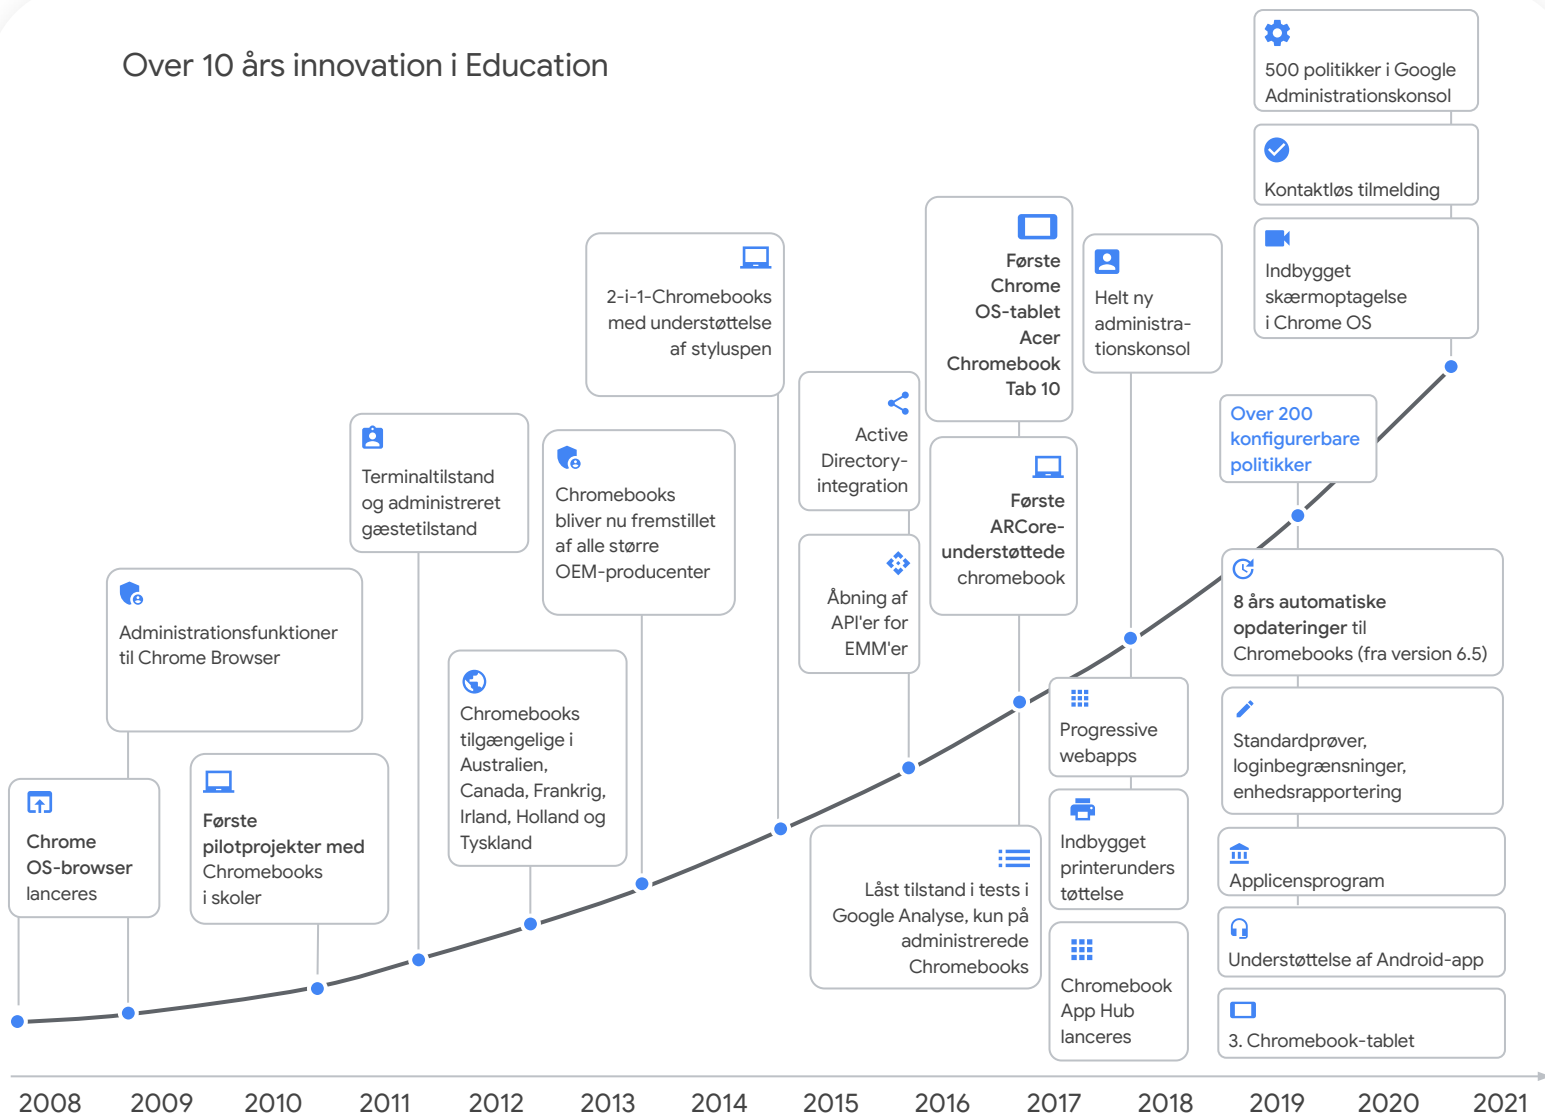 Over 10 års innovation i Education
Chrome
OS-browser
lanceres
Administrationsfunktioner
til Chrome Browser
Første
pilotprojekter med
Chromebooks
i skoler
Terminaltilstand
og administreret
gæstetilstand
Chromebooks
tilgængelige i
Australien,
Canada, Frankrig,
Irland, Holland og
Tyskland
Chromebooks
bliver nu fremstillet
af alle større
OEM-producenter
2-i-1-Chromebooks
med understøttelse
af styluspen
Active
Directory-
integration
Åbning af
API'er for
EMM'er
Første
Chrome
OS-tablet
Acer
Chromebook
Tab 10
Første
ARCore-
understøttede
chromebook
Låst tilstand i tests i
Google Analyse, kun på
administrerede
Chromebooks
Helt ny
administra-
tionskonsol
Progressive
webapps
Indbygget
printerunders
tøttelse
Chromebook
App Hub
lanceres
Over 200
konfigurerbare
politikker
8 års automatiske
opdateringer til
Chromebooks (fra version 6.5)
Standardprøver,
loginbegrænsninger,
enhedsrapportering
Applicensprogram
Understøttelse af Android-app
3. Chromebook-tablet
500 politikker i Google
Administrationskonsol
Kontaktløs tilmelding
Indbygget
skærmoptagelse
i Chrome OS
2008 2009 2010 2011 2012 2013 2014 2015 2016 2017 2018 2019 2020 2021